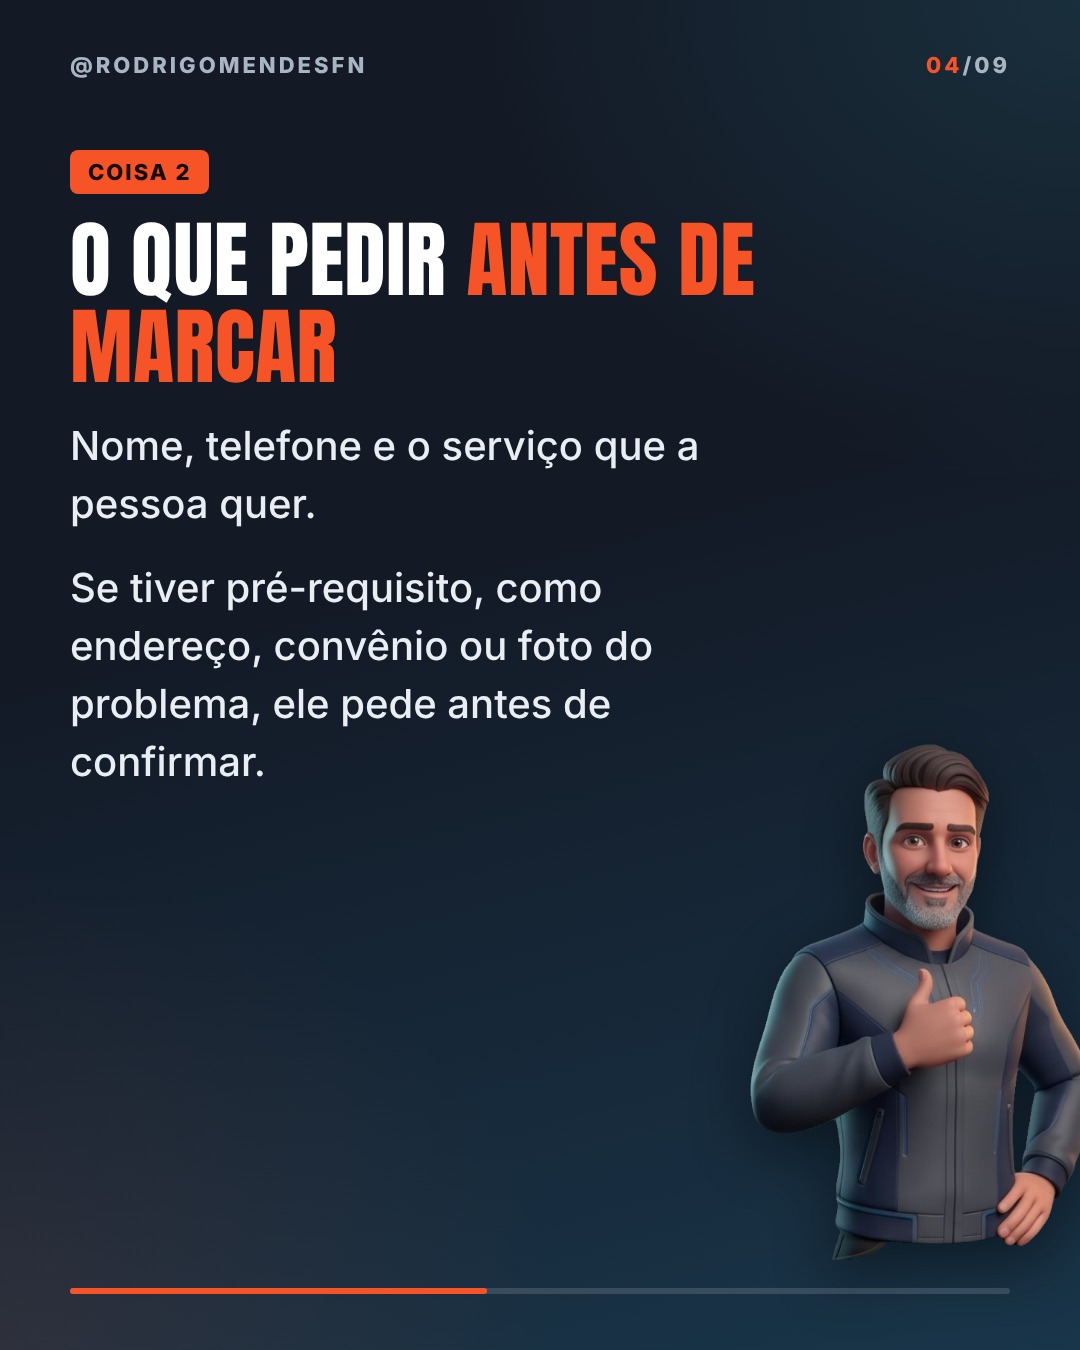 @RODRIGOMENDESFN
04/09
COISA 2
O QUE PEDIR ANTES DE
MARCAR
Nome, telefone e o serviço que a
pessoa quer.
Se tiver pré-requisito, como
endereço, convênio ou foto do
problema, ele pede antes de
confirmar.